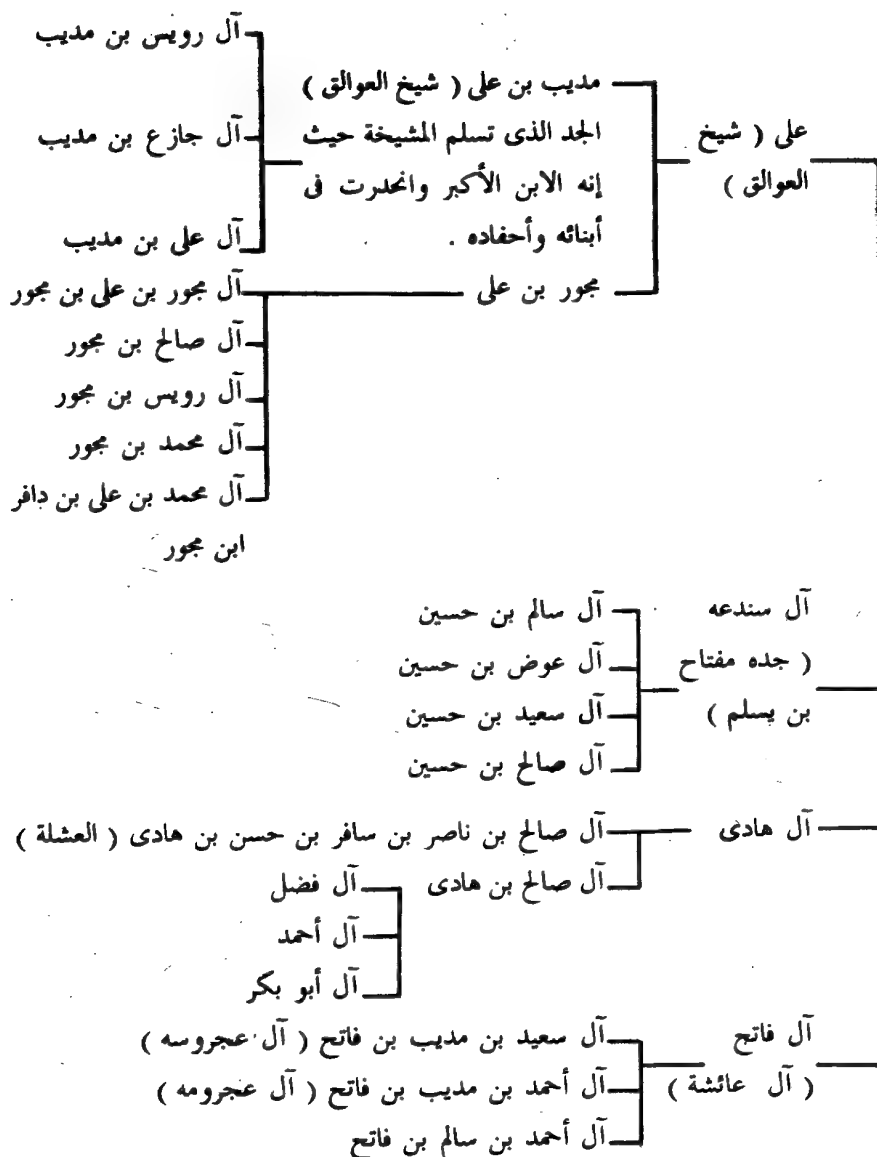 على ( شيخ
العوالق )
مديب بن على ( شيخ العوالق )
الجد الذى تسلم المشيخة حيث
إنه الابن الأكبر وانحدرت فى
أبنائه وأحفاده .
آل رويس بن مديب
آل جازع بن مديب
آل على بن مديب
مجور بن على
آل مجور بن على بن مجور
آل صالح بن مجور
آل رويس بن مجور
آل محمد بن مجور
آل محمد بن على بن دافر
ابن مجور
آل سندعه
( جده مفتاح
بن يسلم )
آل سالم بن حسين
آل عوض بن حسين
آل سعيد بن حسين
آل صالح بن حسين
آل هادى
آل صالح بن ناصر بن سافر بن حسن بن هادى ( العشلة )
آل صالح بن هادى
آل فضل
آل أحمد
آل أبو بكر
آل فاتح
( آل عائشة )
آل سعيد بن مديب بن فاتح ( آل عجروسه )
آل أحمد بن مديب بن فاتح ( آل عجرومه )
آل أحمد بن سالم بن فاتح